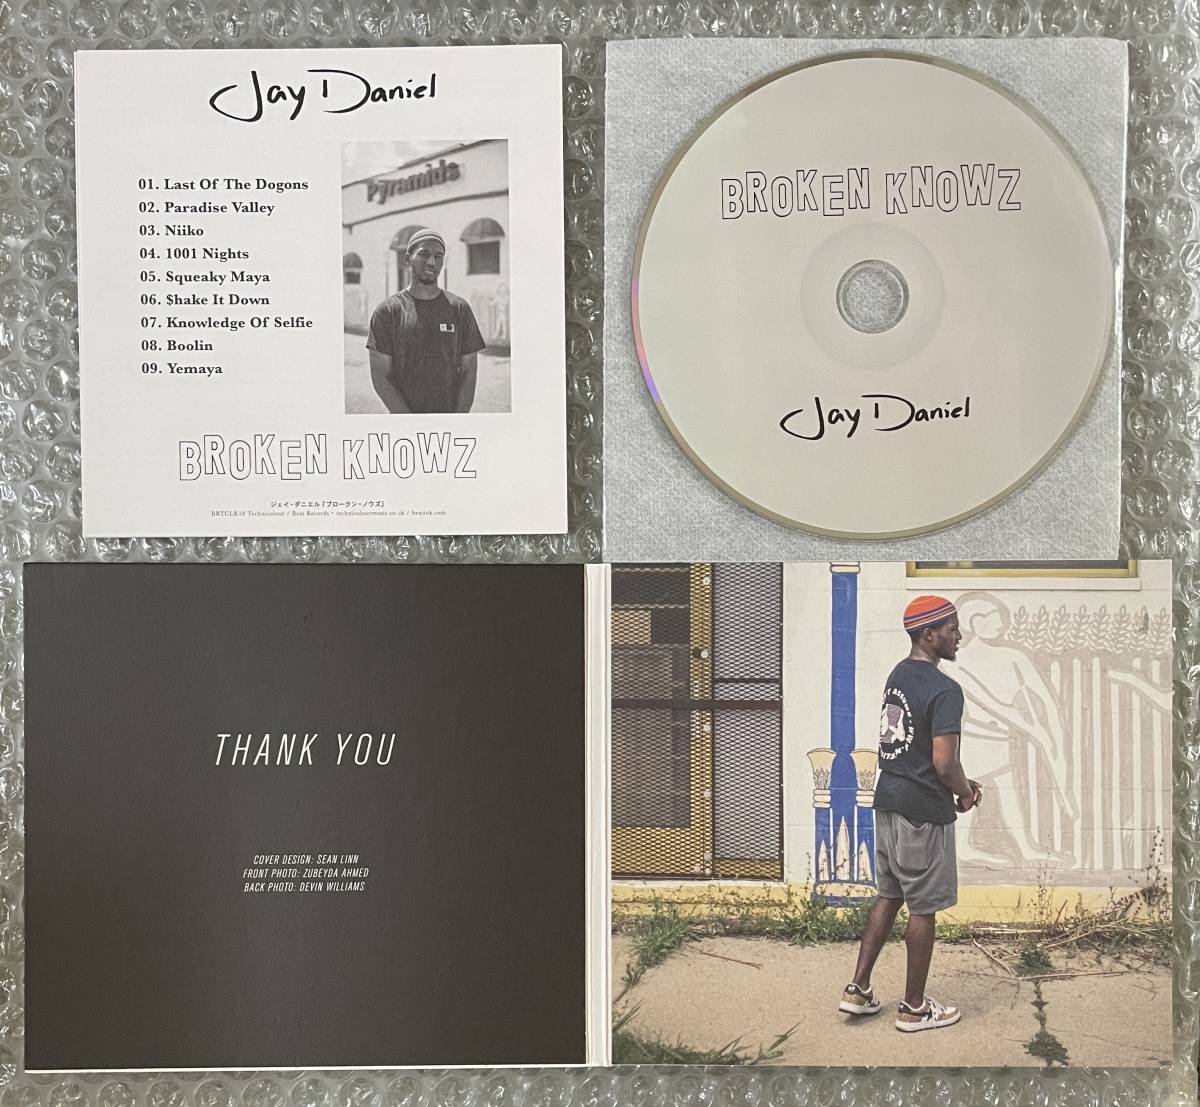 Jay Daniel
01. Last Of The Dogons
02. Paradise Valley
03. Niiko
04. 1001 Nights
05. Squeaky Maya
06. $hake It Down
07. Knowledge Of Selfie
08. Boolin
09. Yemaya
Pyramids
BROKEN KNOWZ
ジェイ・ダニエル『ブロークン・ノウズ』
BRTCLR18 Technicolour / Beat Records • technicolourmusic.co.uk / beatink.com
BROKEN KNOWZ
Jay Daniel
THANK YOU
COVER DESIGN: SEAN LINN
FRONT PHOTO: ZUBEYDA AHMED
BACK PHOTO: DEVIN WILLIAMS